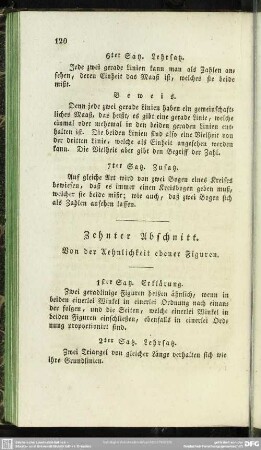 120
6ter Satz. Lehrsatz.
Jede zwei gerade Linien kann man als Zahlen an-
sehen, deren Einheit das Maaß ist, welches sie beide
mißt.
Beweis.
Denn jede zwei gerade Linien haben ein gemeinschaft-
liches Maaß, das heißt, es gibt eine gerade Linie, welche
einemal oder mehremal in den beiden geraden Linien ent-
halten ist. Die beiden Linien sind also eine Vielheit von
der dritten Linie, welche als Einheit angesehen werden
kann. Die Vielheit aber gibt den Begriff der Zahl.
7ter Satz. Zusatz.
Auf gleiche Art wird von zwei Bogen eines Kreises
bewiesen, daß es immer einen Kreisbogen geben muß,
welcher sie beide mißt; wie auch, daß zwei Bogen sich
als Zahlen ansehen lassen.
Zehnter Abschnitt.
Von der Aehnlichkeit ebener Figuren.
1ster Satz. Erklärung.
Zwei geradlinige Figuren heißen ähnlich, wenn in
beiden einerlei Winkel in einerlei Ordnung nach einan-
der folgen, und die Seiten, welche einerlei Winkel in
beiden Figuren einschließen, ebenfalls in einerlei Ord-
nung proportionirt sind.
2ter Satz. Lehrsatz.
Zwei Triangel von gleicher Länge verhalten sich wie
ihre Grundlinien.